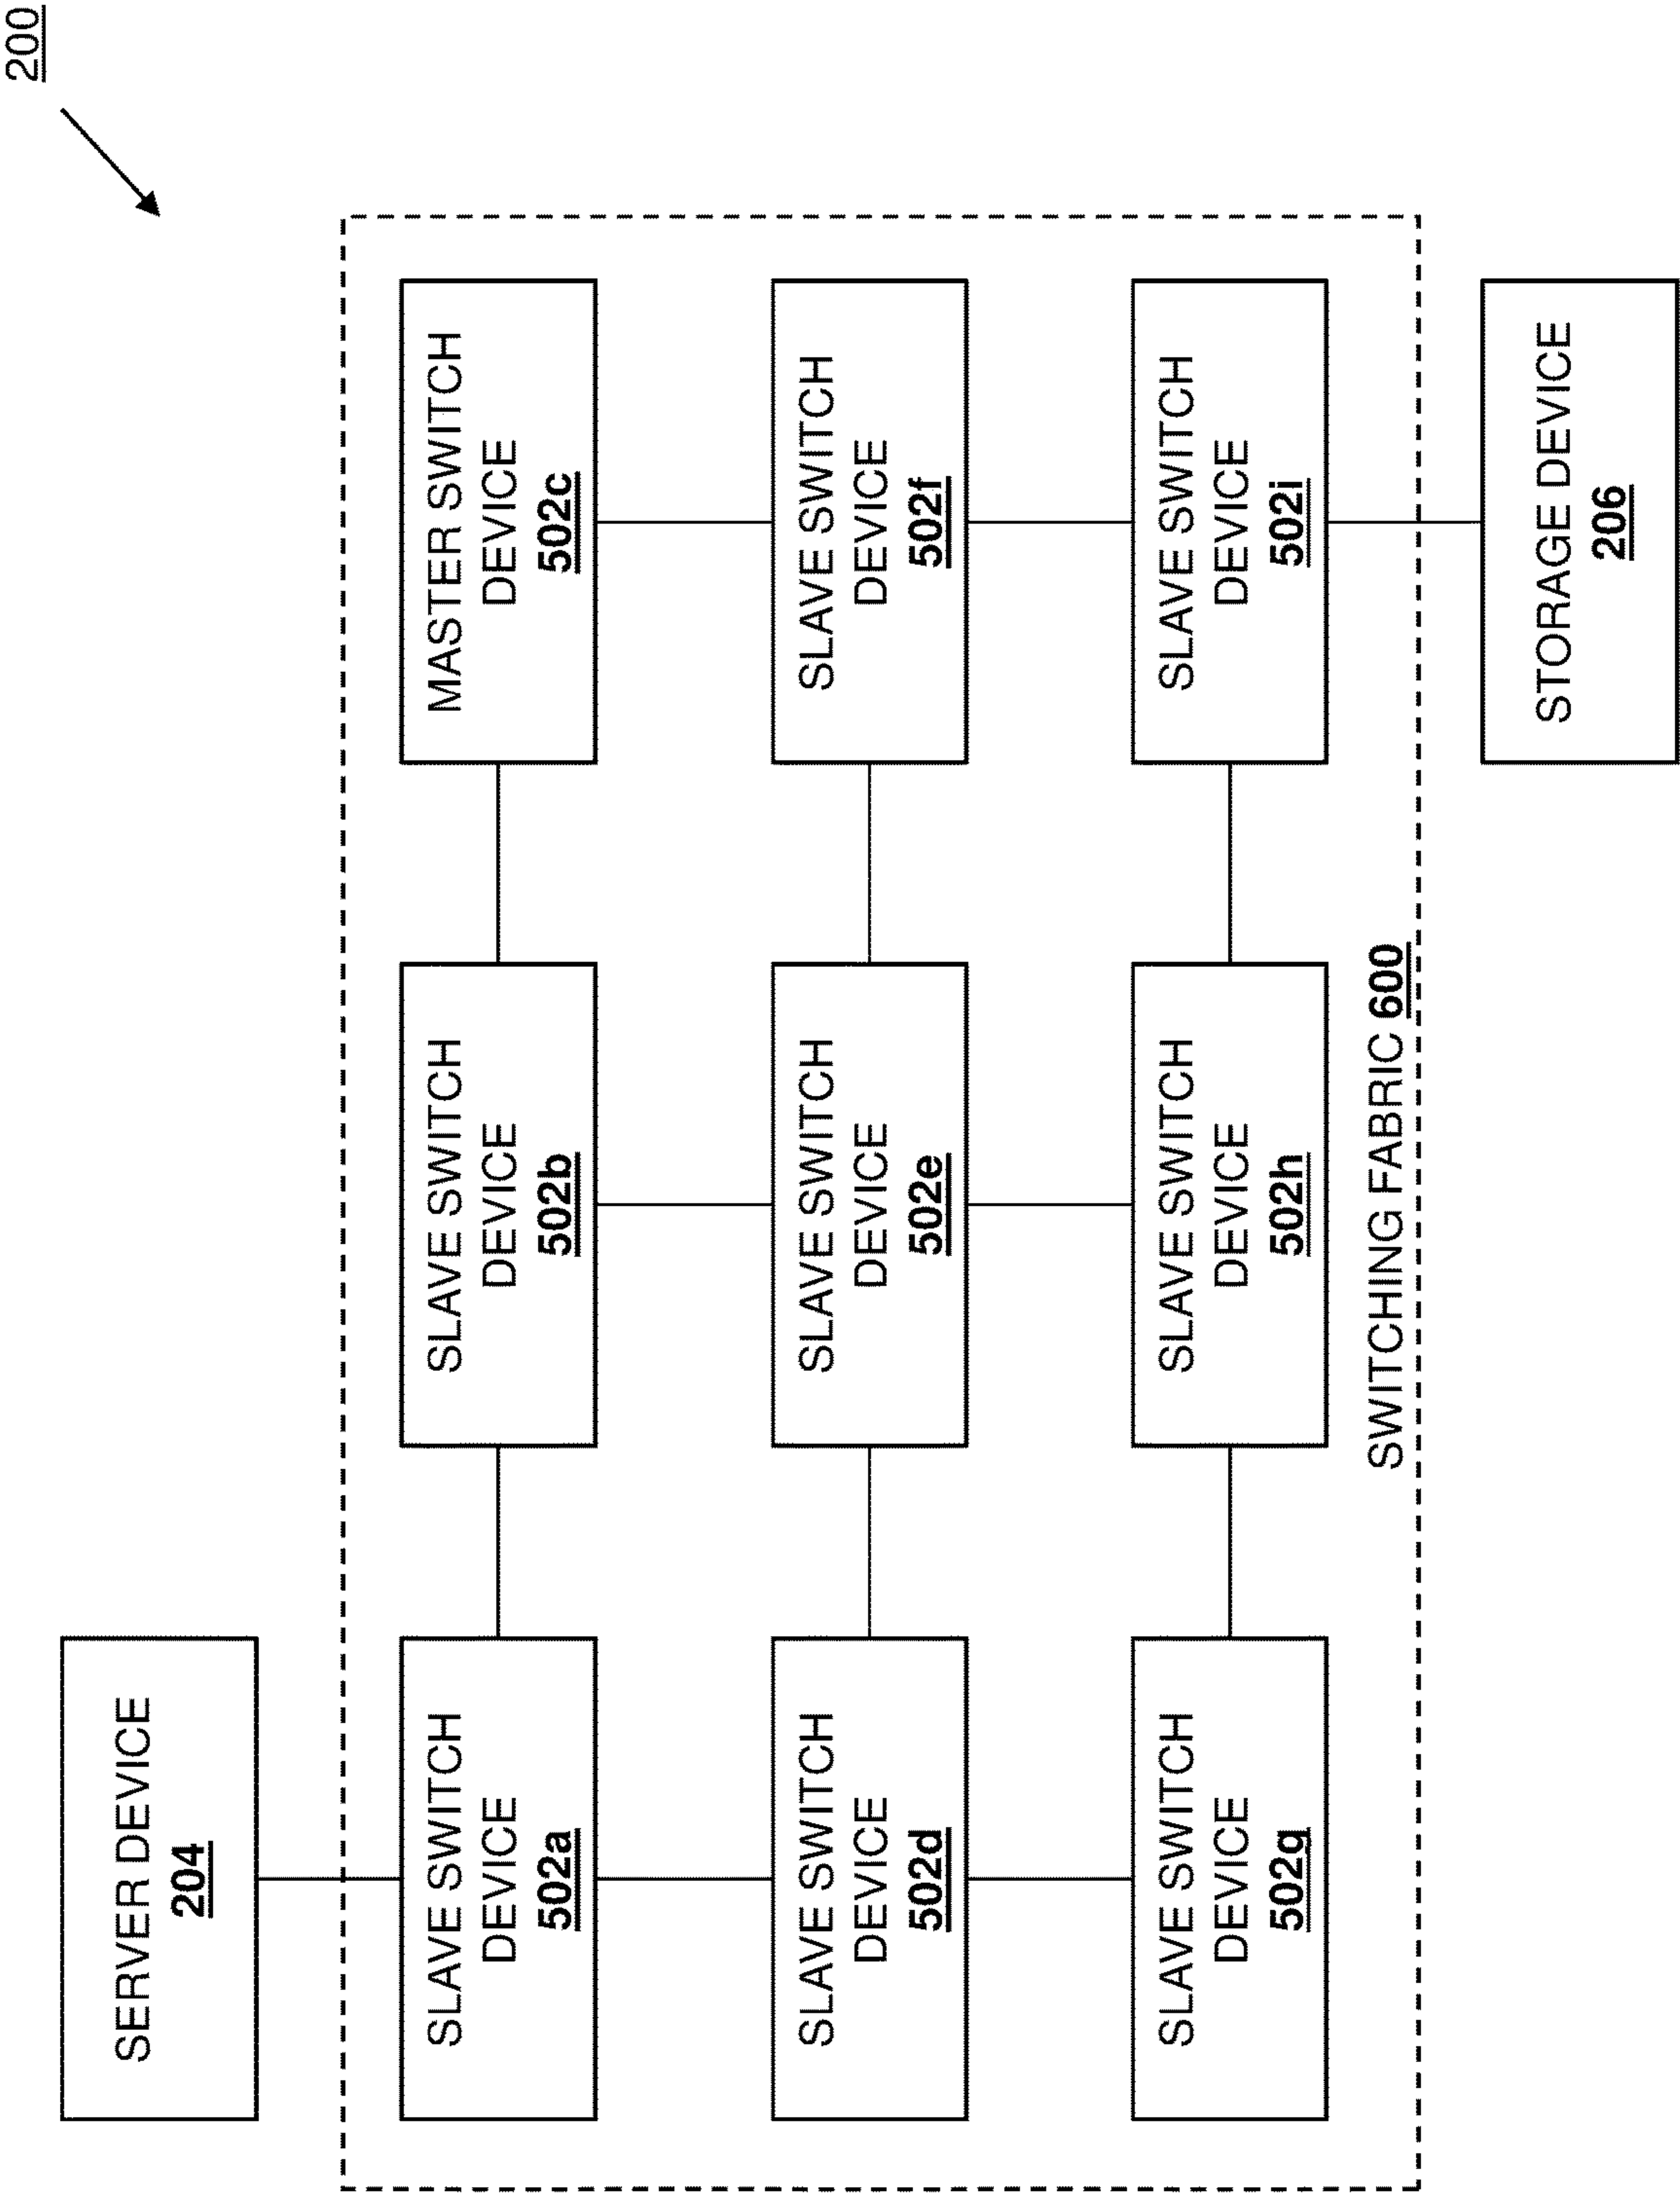 200
SERVER DEVICE
204
SLAVE SWITCH
DEVICE
502a
SLAVE SWITCH
DEVICE
502b
MASTER SWITCH
DEVICE
502c
SLAVE SWITCH
DEVICE
502d
SLAVE SWITCH
DEVICE
502e
SLAVE SWITCH
DEVICE
502f
SLAVE SWITCH
DEVICE
502g
SLAVE SWITCH
DEVICE
502h
SLAVE SWITCH
DEVICE
502i
SWITCHING FABRIC 600
STORAGE DEVICE
206